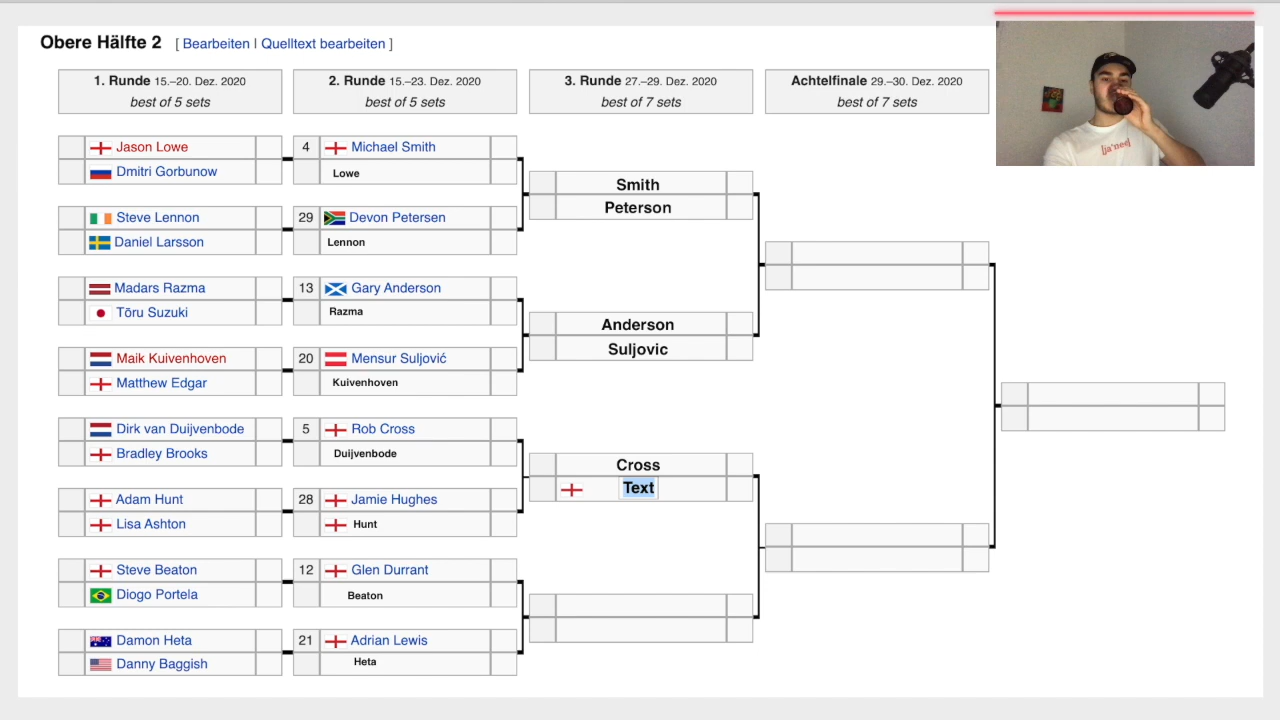 Obere Hälfte 2 [ Bearbeiten | Quelltext bearbeiten ]
1. Runde 15.–20. Dez. 2020
best of 5 sets
2. Runde 15.–23. Dez. 2020
best of 5 sets
3. Runde 27.–29. Dez. 2020
best of 7 sets
Achtelfinale 29.–30. Dez. 2020
best of 7 sets
Jason Lowe
Dmitri Gorbunow
Steve Lennon
Daniel Larsson
Madars Razma
Tōru Suzuki
Maik Kuivenhoven
Matthew Edgar
Dirk van Duijvenbode
Bradley Brooks
Adam Hunt
Lisa Ashton
Steve Beaton
Diogo Portela
Damon Heta
Danny Baggish
4 Michael Smith
Lowe
29 Devon Petersen
Lennon
13 Gary Anderson
Razma
20 Mensur Suljović
Kuivenhoven
5 Rob Cross
Duijvenbode
28 Jamie Hughes
Hunt
12 Glen Durrant
Beaton
21 Adrian Lewis
Heta
Smith
Peterson
Anderson
Suljovic
Cross
Text
[ja'nee]